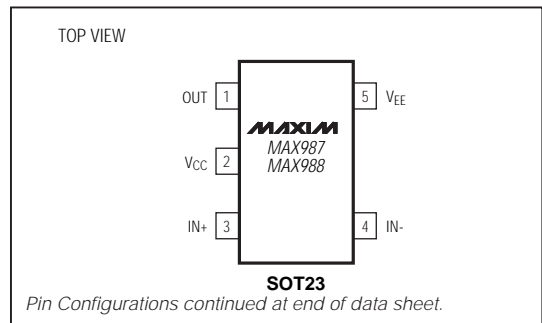 TOP VIEW
OUT 1
5 VEE
MAXIM
MAX987
MAX988
VCC 2
IN+ 3
4 IN-
SOT23
Pin Configurations continued at end of data sheet.